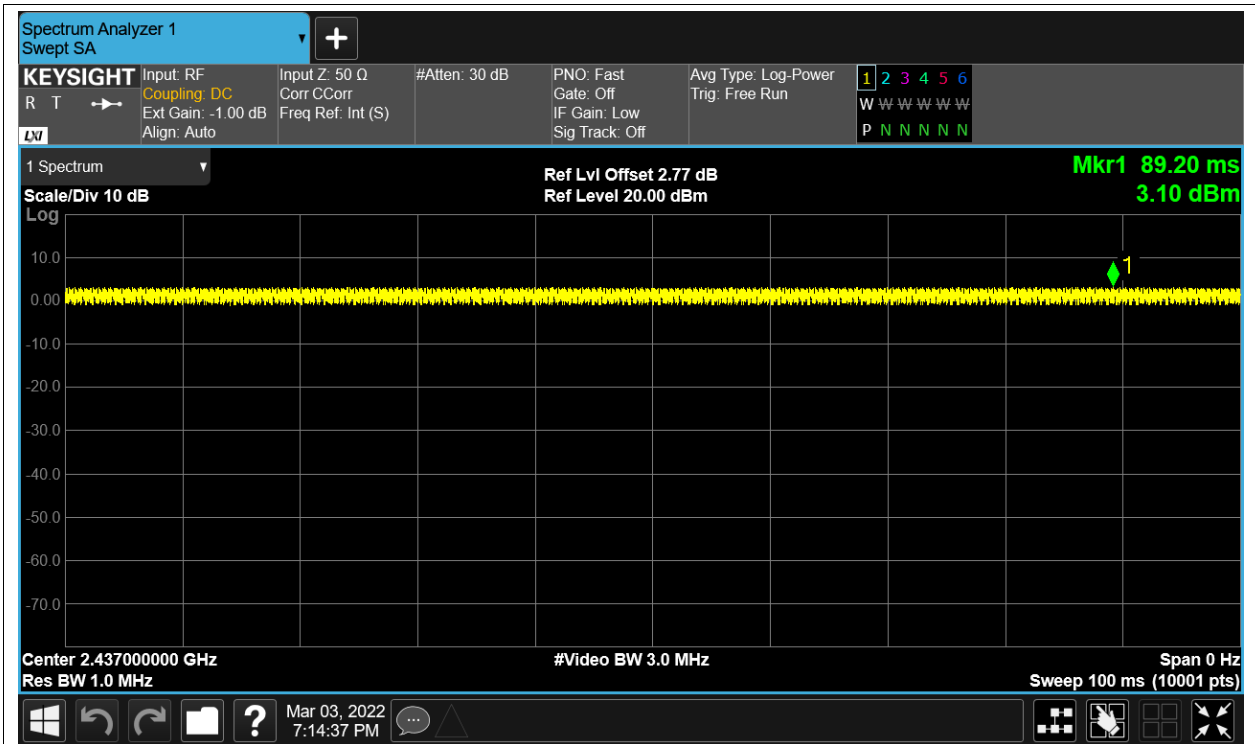 Spectrum Analyzer 1
Swept SA
KEYSIGHT
R T
LXI
Input: RF
Coupling: DC
Ext Gain: -1.00 dB
Align: Auto
Input Z: 50 Ω
Corr CCorr
Freq Ref: Int (S)
#Atten: 30 dB
PNO: Fast
Gate: Off
IF Gain: Low
Sig Track: Off
Avg Type: Log-Power
Trig: Free Run
1 2 3 4 5 6
W W W W W W
P N N N N N
1 Spectrum
Scale/Div 10 dB
Ref Lvl Offset 2.77 dB
Ref Level 20.00 dBm
Mkr1 89.20 ms
3.10 dBm
Log
10.0
1
0.00
-10.0
-20.0
-30.0
-40.0
-50.0
-60.0
-70.0
Center 2.437000000 GHz
#Video BW 3.0 MHz
Span 0 Hz
Res BW 1.0 MHz
Sweep 100 ms (10001 pts)
?
Mar 03, 2022
7:14:37 PM